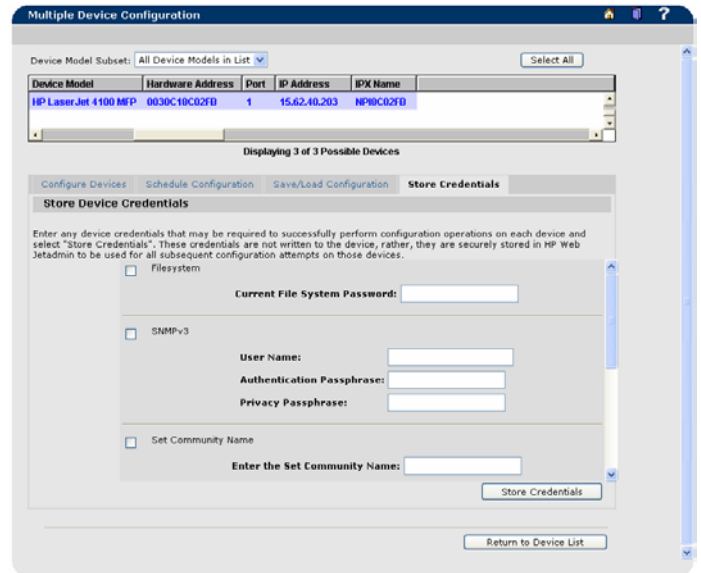 Multiple Device Configuration
?
Device Model Subset: All Device Models in List
Select All
Device Model Hardware Address Port IP Address IPX Name
HP LaserJet 4100 MFP 0030C10C02FB 1 15.62.40.203 NPI0C02FB
Displaying 3 of 3 Possible Devices
Configure Devices Schedule Configuration Save/Load Configuration Store Credentials
Store Device Credentials
Enter any device credentials that may be required to successfully perform configuration operations on each device and
select "Store Credentials". These credentials are not written to the device, rather, they are securely stored in HP Web
Jetadmin to be used for all subsequent configuration attempts on those devices.
Filesystem
Current File System Password:
SNMPv3
User Name:
Authentication Passphrase:
Privacy Passphrase:
Set Community Name
Enter the Set Community Name:
Store Credentials
Return to Device List